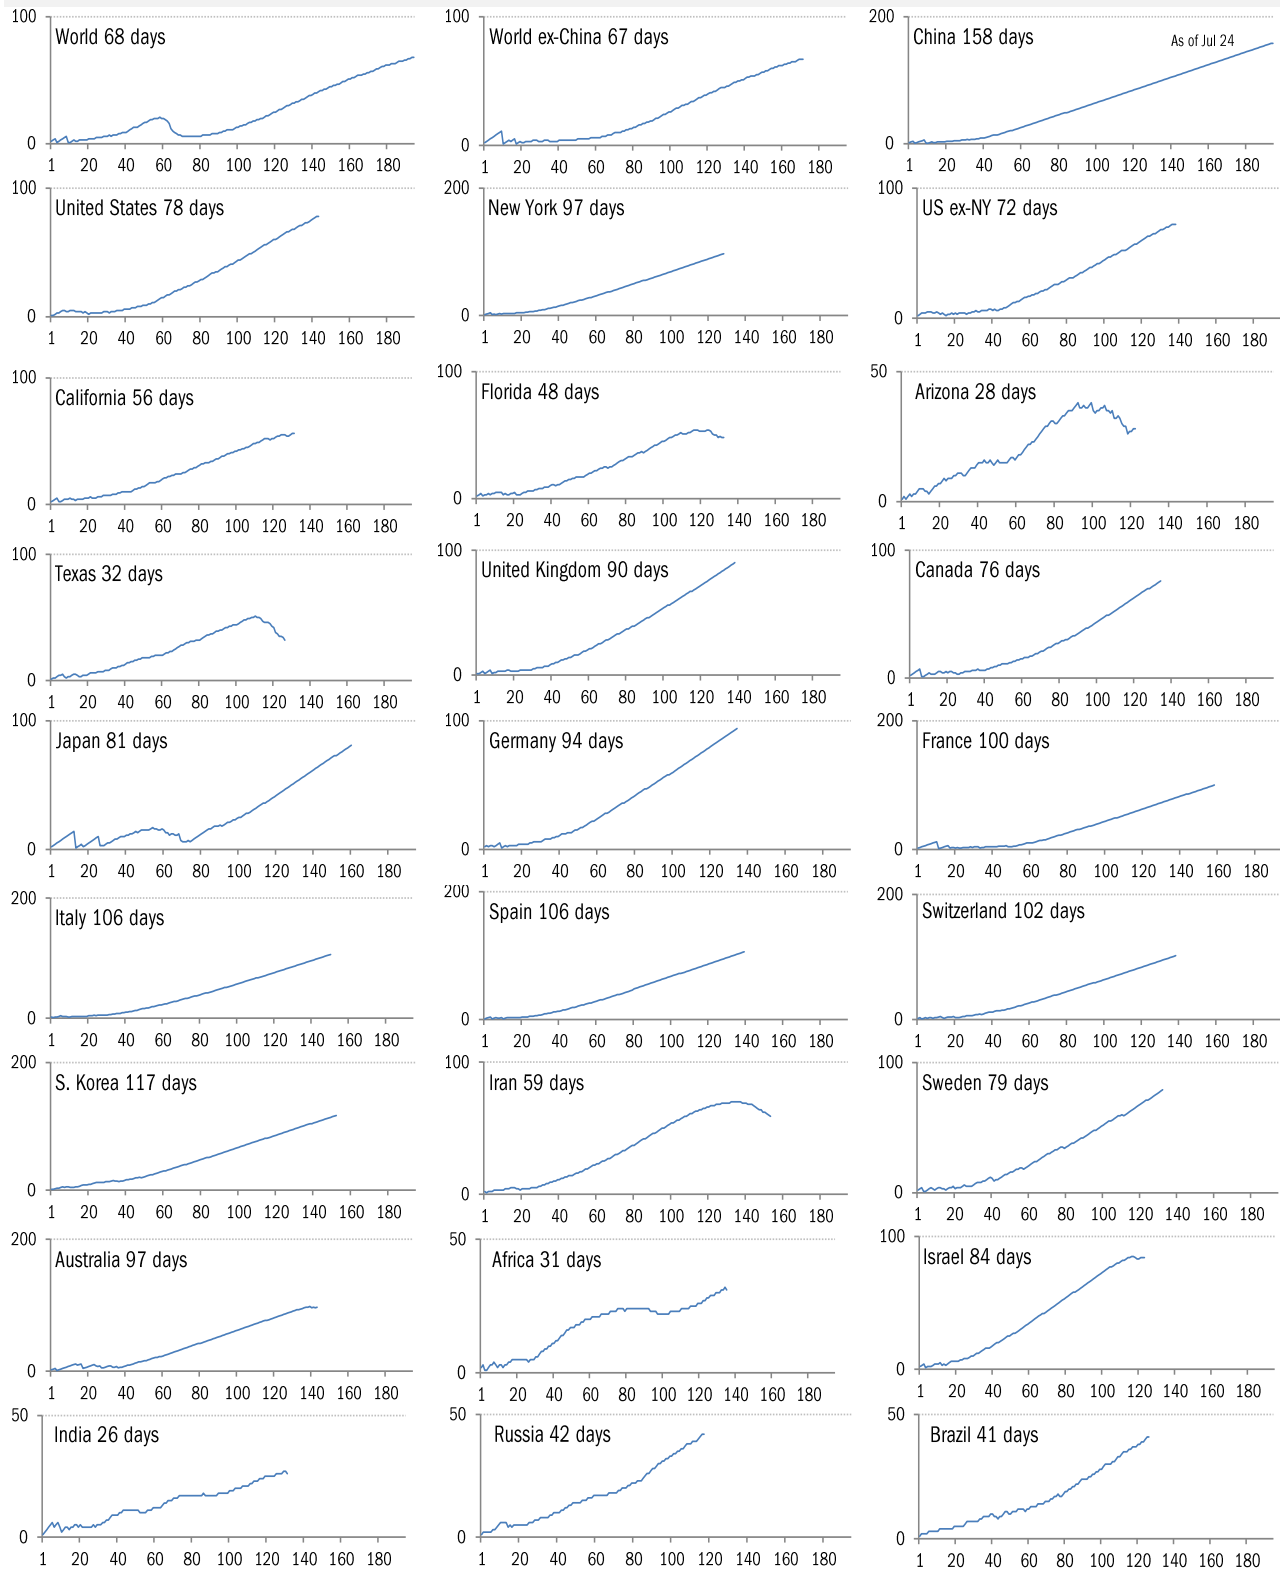 100
World 68 days
0
1 20 40 60 80 100 120 140 160 180
100
World ex-China 67 days
0
1 20 40 60 80 100 120 140 160 180
200
China 158 days
As of Jul 24
0
1 20 40 60 80 100 120 140 160 180
100
United States 78 days
0
1 20 40 60 80 100 120 140 160 180
200
New York 97 days
0
1 20 40 60 80 100 120 140 160 180
100
US ex-NY 72 days
0
1 20 40 60 80 100 120 140 160 180
100
California 56 days
0
1 20 40 60 80 100 120 140 160 180
100
Florida 48 days
0
1 20 40 60 80 100 120 140 160 180
50
Arizona 28 days
0
1 20 40 60 80 100 120 140 160 180
100
Texas 32 days
0
1 20 40 60 80 100 120 140 160 180
100
United Kingdom 90 days
0
1 20 40 60 80 100 120 140 160 180
100
Canada 76 days
0
1 20 40 60 80 100 120 140 160 180
100
Japan 81 days
0
1 20 40 60 80 100 120 140 160 180
100
Germany 94 days
0
1 20 40 60 80 100 120 140 160 180
200
France 100 days
0
1 20 40 60 80 100 120 140 160 180
200
Italy 106 days
0
1 20 40 60 80 100 120 140 160 180
200
Spain 106 days
0
1 20 40 60 80 100 120 140 160 180
200
Switzerland 102 days
0
1 20 40 60 80 100 120 140 160 180
200
S. Korea 117 days
0
1 20 40 60 80 100 120 140 160 180
100
Iran 59 days
0
1 20 40 60 80 100 120 140 160 180
100
Sweden 79 days
0
1 20 40 60 80 100 120 140 160 180
200
Australia 97 days
0
1 20 40 60 80 100 120 140 160 180
50
Africa 31 days
0
1 20 40 60 80 100 120 140 160 180
100
Israel 84 days
0
1 20 40 60 80 100 120 140 160 180
50
India 26 days
0
1 20 40 60 80 100 120 140 160 180
50
Russia 42 days
0
1 20 40 60 80 100 120 140 160 180
50
Brazil 41 days
0
1 20 40 60 80 100 120 140 160 180